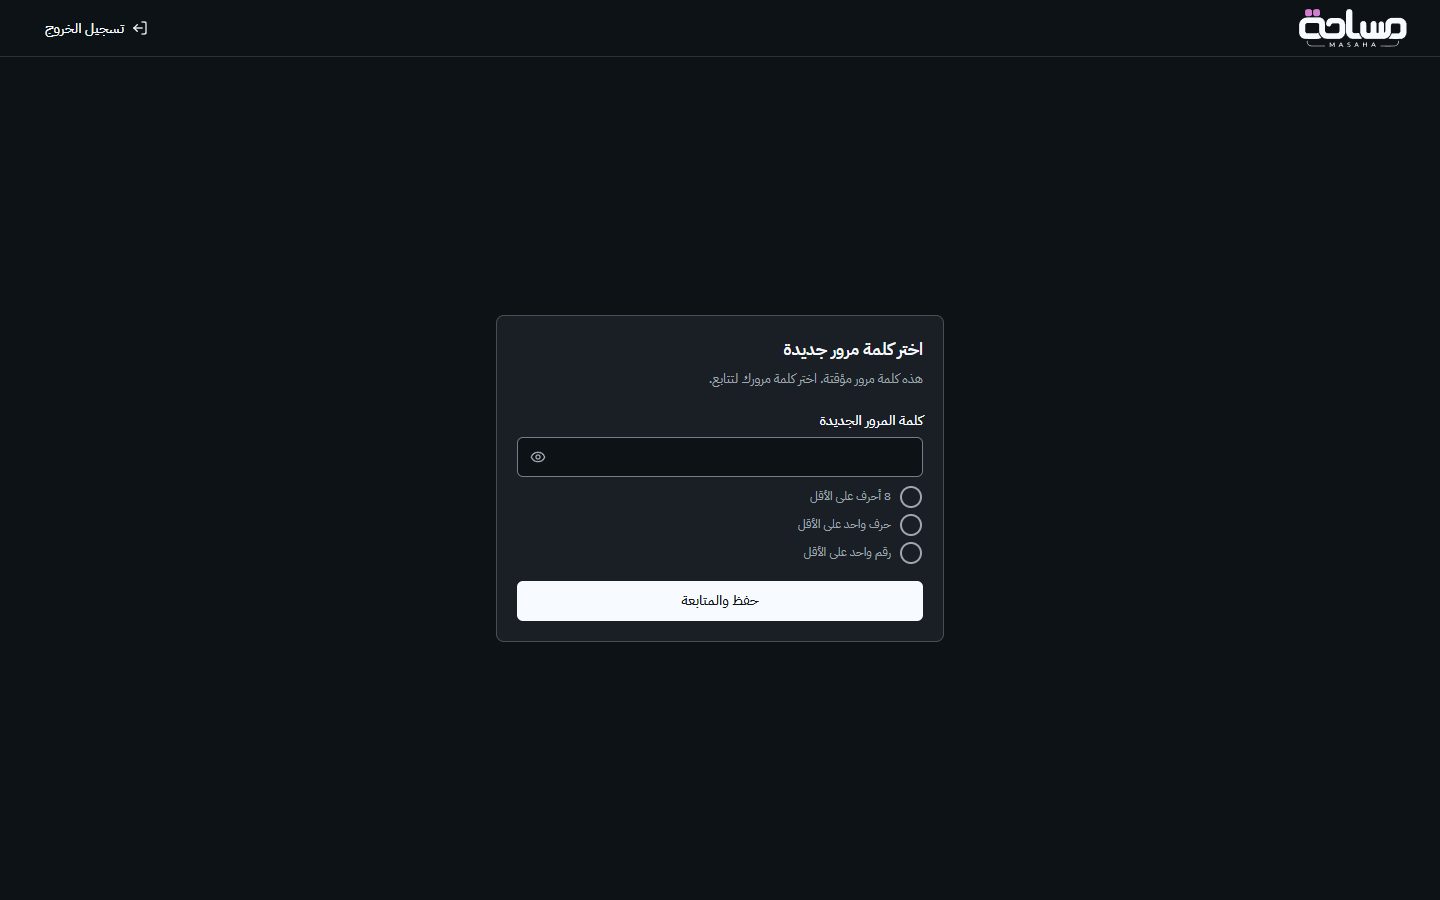 مساحة
MASAHA
تسجيل الخروج
اختر كلمة مرور جديدة
هذه كلمة مرور مؤقتة. اختر كلمة مرورك لتتابع.
كلمة المرور الجديدة
8 أحرف على الأقل
حرف واحد على الأقل
رقم واحد على الأقل
حفظ والمتابعة